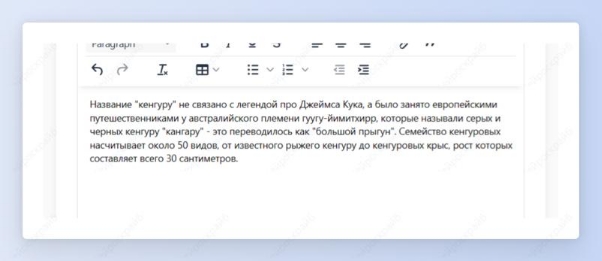 Paragraph
B I U S
Название "кенгуру" не связано с легендой про Джеймса Кука, а было занято европейскими
путешественниками у австралийского племени гуугу-йимитхирр, которые называли серых и
черных кенгуру "кангару" - это переводилось как "большой прыгун". Семейство кенгуровых
насчитывает около 50 видов, от известного рыжего кенгуру до кенгуровых крыс, рост которых
составляет всего 30 сантиметров.